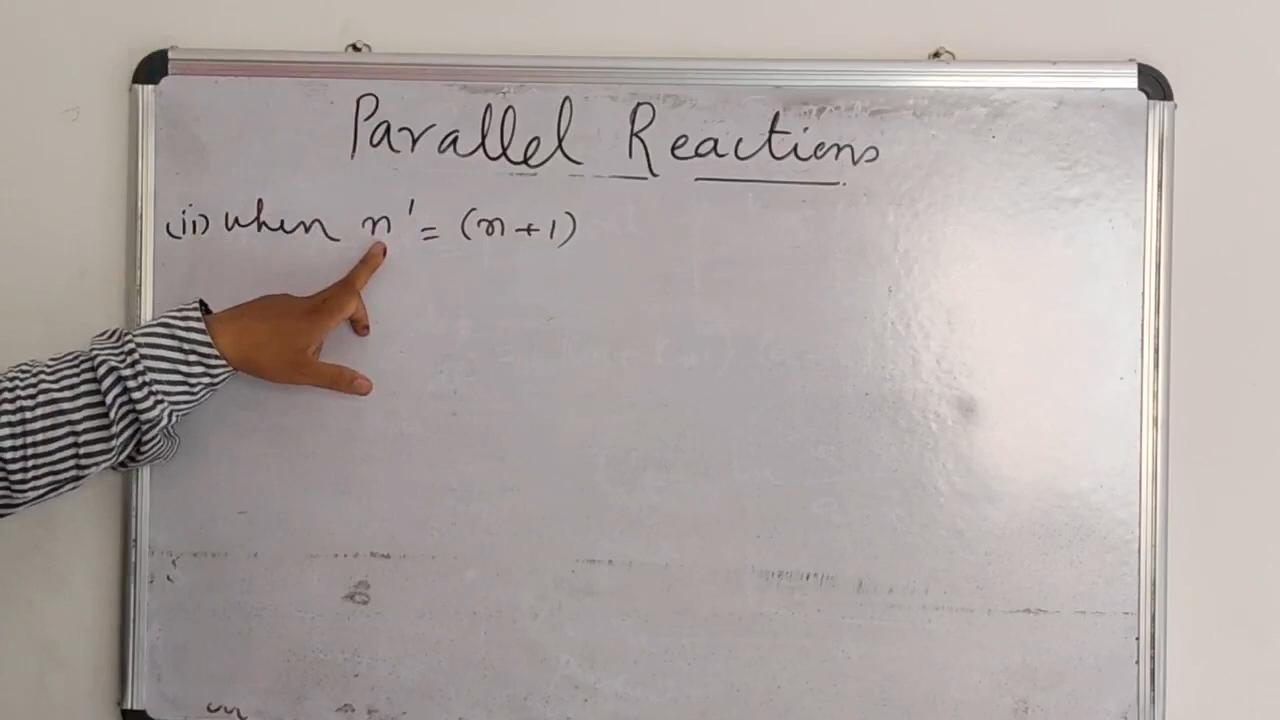 Parallel Reactions
(ii) when n' = (n+1)